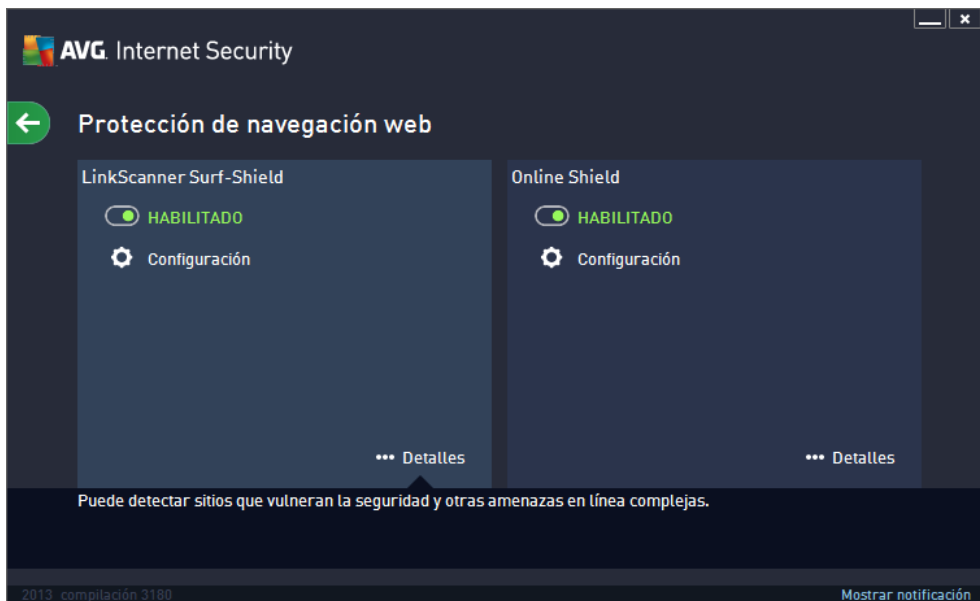 AVG. Internet Security
Protección de navegación web
LinkScanner Surf-Shield
HABILITADO
Configuración
••• Detalles
Online Shield
HABILITADO
Configuración
••• Detalles
Puede detectar sitios que vulneran la seguridad y otras amenazas en línea complejas.
2013 compilación 3180
Mostrar notificación